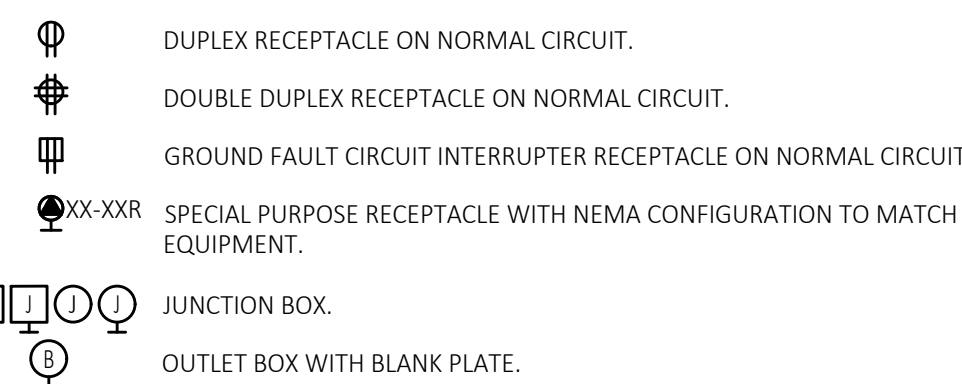 DUPLEX RECEPTACLE ON NORMAL CIRCUIT.
DOUBLE DUPLEX RECEPTACLE ON NORMAL CIRCUIT.
GROUND FAULT CIRCUIT INTERRUPTER RECEPTACLE ON NORMAL CIRCUIT
XX-XXR SPECIAL PURPOSE RECEPTACLE WITH NEMA CONFIGURATION TO MATCH
EQUIPMENT.
J J J JUNCTION BOX.
B OUTLET BOX WITH BLANK PLATE.